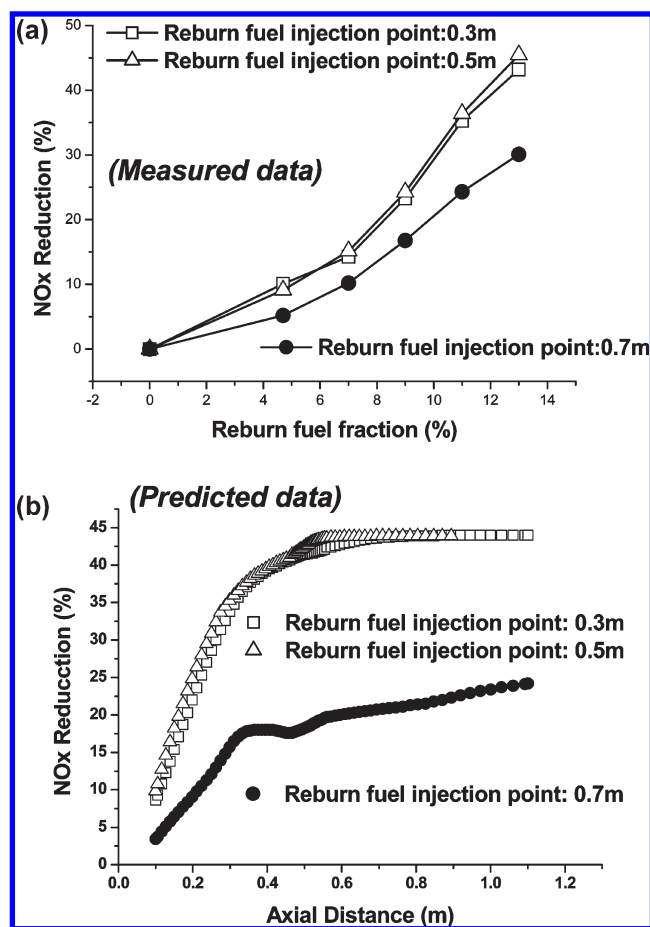 (a)
50
40
30
20
10
0
-2
0
2
4
6
8
10
12
14
NOx Reduction (%)
Reburn fuel fraction (%)
Reburn fuel injection point:0.3m
Reburn fuel injection point:0.5m
(Measured data)
Reburn fuel injection point:0.7m
(b)
(Predicted data)
45
40
35
30
25
20
15
10
5
0
0.0
0.2
0.4
0.6
0.8
1.0
1.2
NOx Reducction (%)
Axial Distance (m)
Reburn fuel injection point: 0.3m
Reburn fuel injection point: 0.5m
Reburn fuel injection point: 0.7m